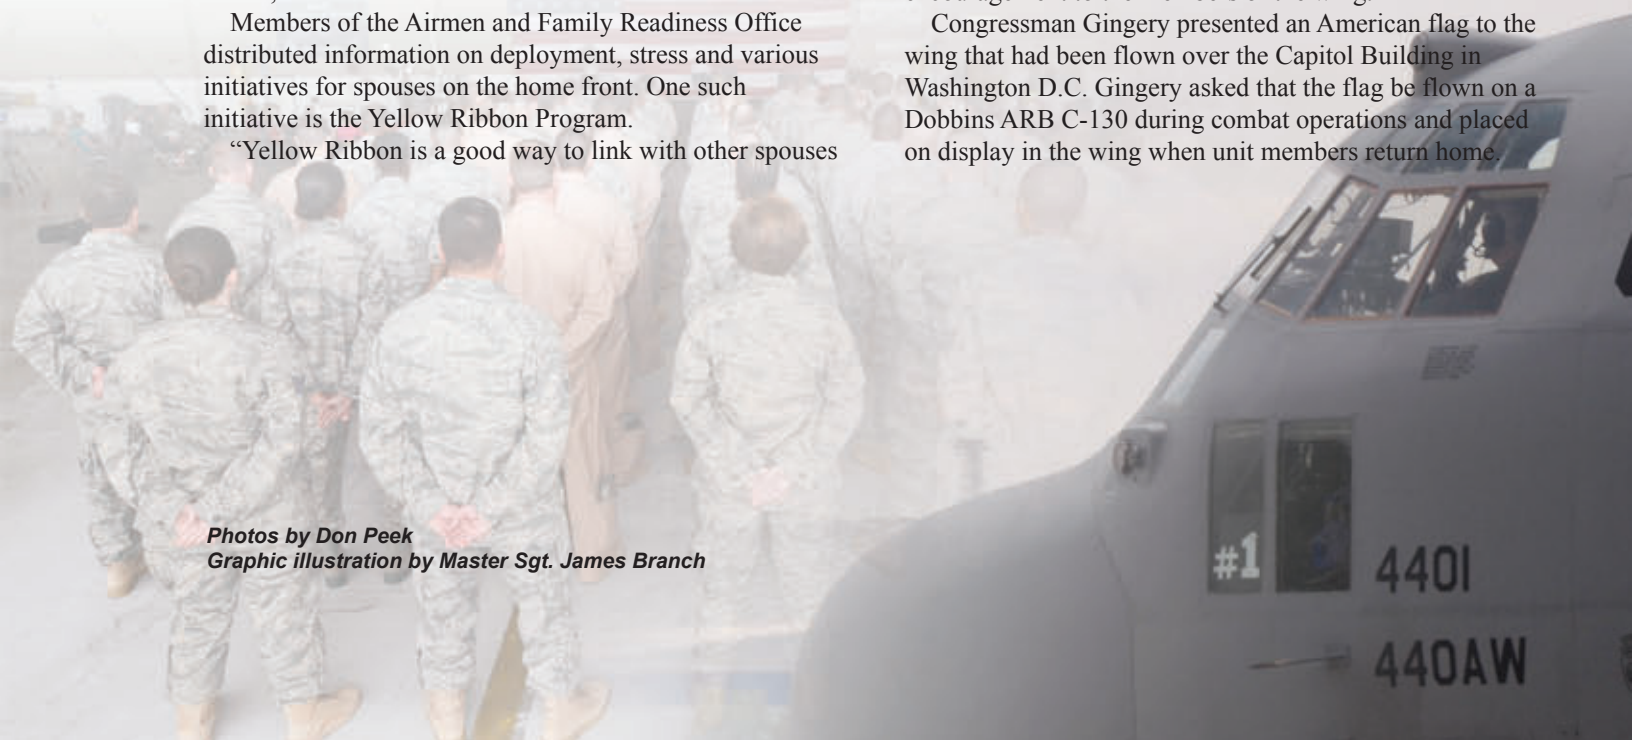 Members of the Airmen and Family Readiness Office
distributed information on deployment, stress and various
initiatives for spouses on the home front. One such
initiative is the Yellow Ribbon Program.
“Yellow Ribbon is a good way to link with other spouses
Congressman Gingery presented an American flag to the
wing that had been flown over the Capitol Building in
Washington D.C. Gingery asked that the flag be flown on a
Dobbins ARB C-130 during combat operations and placed
on display in the wing when unit members return home.
Photos by Don Peek
Graphic illustration by Master Sgt. James Branch
#1
4401
440AW